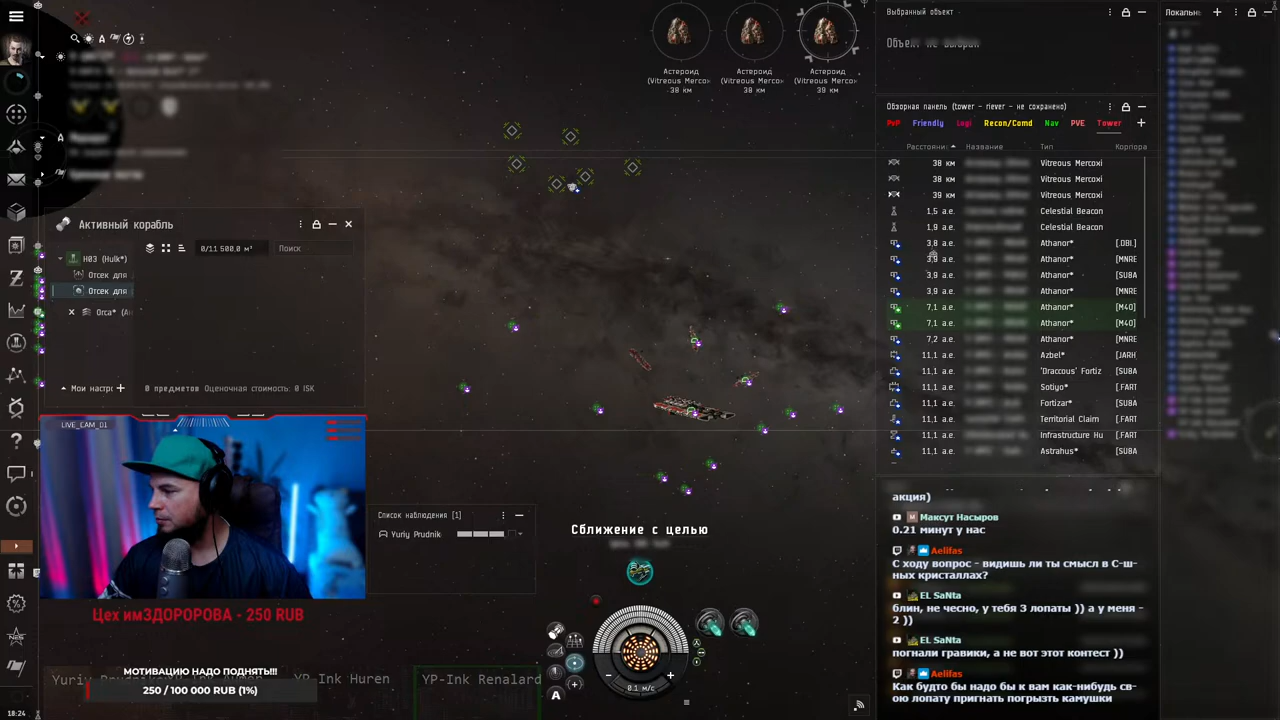 Астероид
(Vitreous Merco›
38 км
Астероид
(Vitreous Merco›
38 км
Астероид
(Vitreous Merco›
39 км
Выбранный объект
Объект не выбран
Локальн
Обзорная панель (tower - riever - не сохранено)
PvP Friendly Logi Recon/Comd Nav PVE Tower
Расстояни Название Тип Корпора
38 км Vitreous Mercoxi
38 км Vitreous Mercoxi
39 км Vitreous Mercoxi
1,5 а.е. Celestial Beacon
1,9 а.е. Celestial Beacon
3,8 а.е. Athanor* [.OBI.]
3,8 а.е. Athanor* [MNRE
3,9 а.е. Athanor* [SUBA
3,9 а.е. Athanor* [MNRE
7,1 а.е. Athanor* [M40]
7,1 а.е. Athanor* [M40]
7,2 а.е. Athanor* [MNRE
11,1 а.е. Azbel* [JARH
11,1 а.е. 'Draccous' Fortiz [SUBA
11,1 а.е. Sotiyo* [.FART
11,1 а.е. Fortizar* [SUBA
11,1 а.е. Territorial Claim [.FART
11,1 а.е. Infrastructure Hu [.FART
11,1 а.е. Astrahus* [SUBA
Активный корабль
0/11 500,0 м³ Поиск
H03 (Hulk*)
Отсек для
Отсек для
Orca* (А
Мои настр
0 предметов Оценочная стоимость: 0 ISK
LIVE_CAM_01
Список наблюдения [1]
Yuriy Prudnik
Сближение с целью
0.1 м/с
акция)
Максут Насыров
0.21 минут у нас
Aelifas
С ходу вопрос - видишь ли ты смысл в С-ш-
ных кристаллах?
EL SaNta
блин, не чесно, у тебя 3 лопаты )) а у меня -
2 ))
EL SaNta
погнали гравики, а не вот этот контест ))
Aelifas
Как будто бы надо бы к вам как-нибудь св-
ою лопату пригнать погрызть камушки
Цех имЗДОРОРОВА - 250 RUB
МОТИВАЦИЮ НАДО ПОДНЯТЬ!!!
250 / 100 000 RUB (1%)
YP-Ink Huren
YP-Ink Renalard
18:24